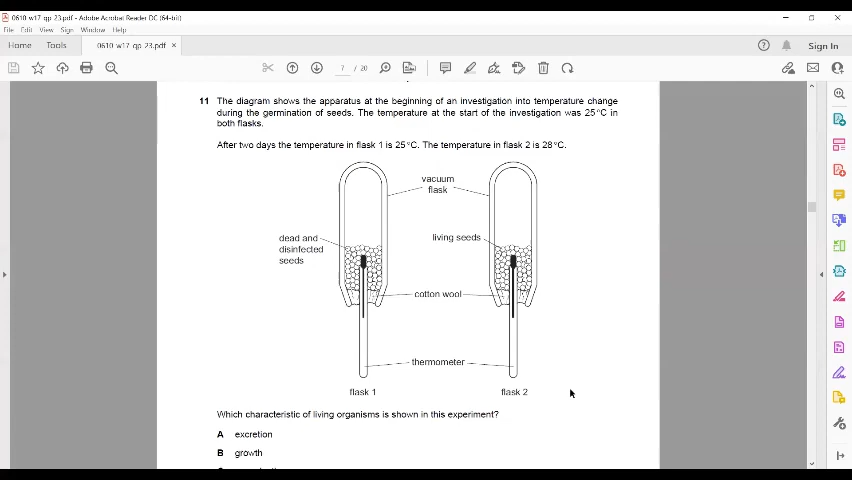 0610 w17 qp 23.pdf - Adobe Acrobat Reader DC (64-bit)
File Edit View Sign Window Help
Home Tools 0610 w17 qp 23.pdf × Sign In
7 / 20
11 The diagram shows the apparatus at the beginning of an investigation into temperature change
during the germination of seeds. The temperature at the start of the investigation was 25 °C in
both flasks.
After two days the temperature in flask 1 is 25 °C. The temperature in flask 2 is 28 °C.
vacuum
flask
dead and
disinfected
seeds
living seeds
cotton wool
thermometer
flask 1 flask 2
Which characteristic of living organisms is shown in this experiment?
A excretion
B growth